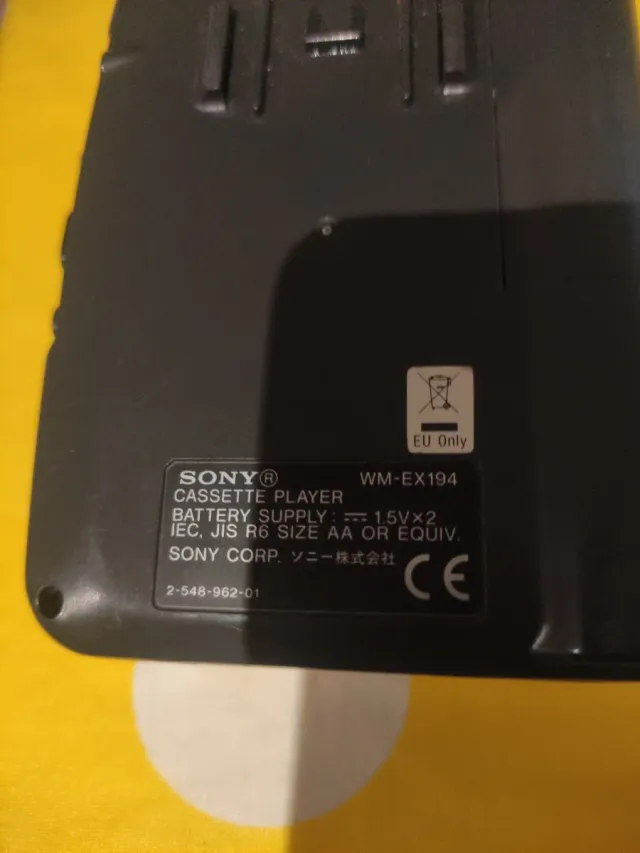 EU Only
SONY® WM-EX194
CASSETTE PLAYER
BATTERY SUPPLY: ⎓ 1.5V×2
IEC, JIS R6 SIZE AA OR EQUIV.
SONY CORP. ソニー株式会社
CE
2-548-962-01